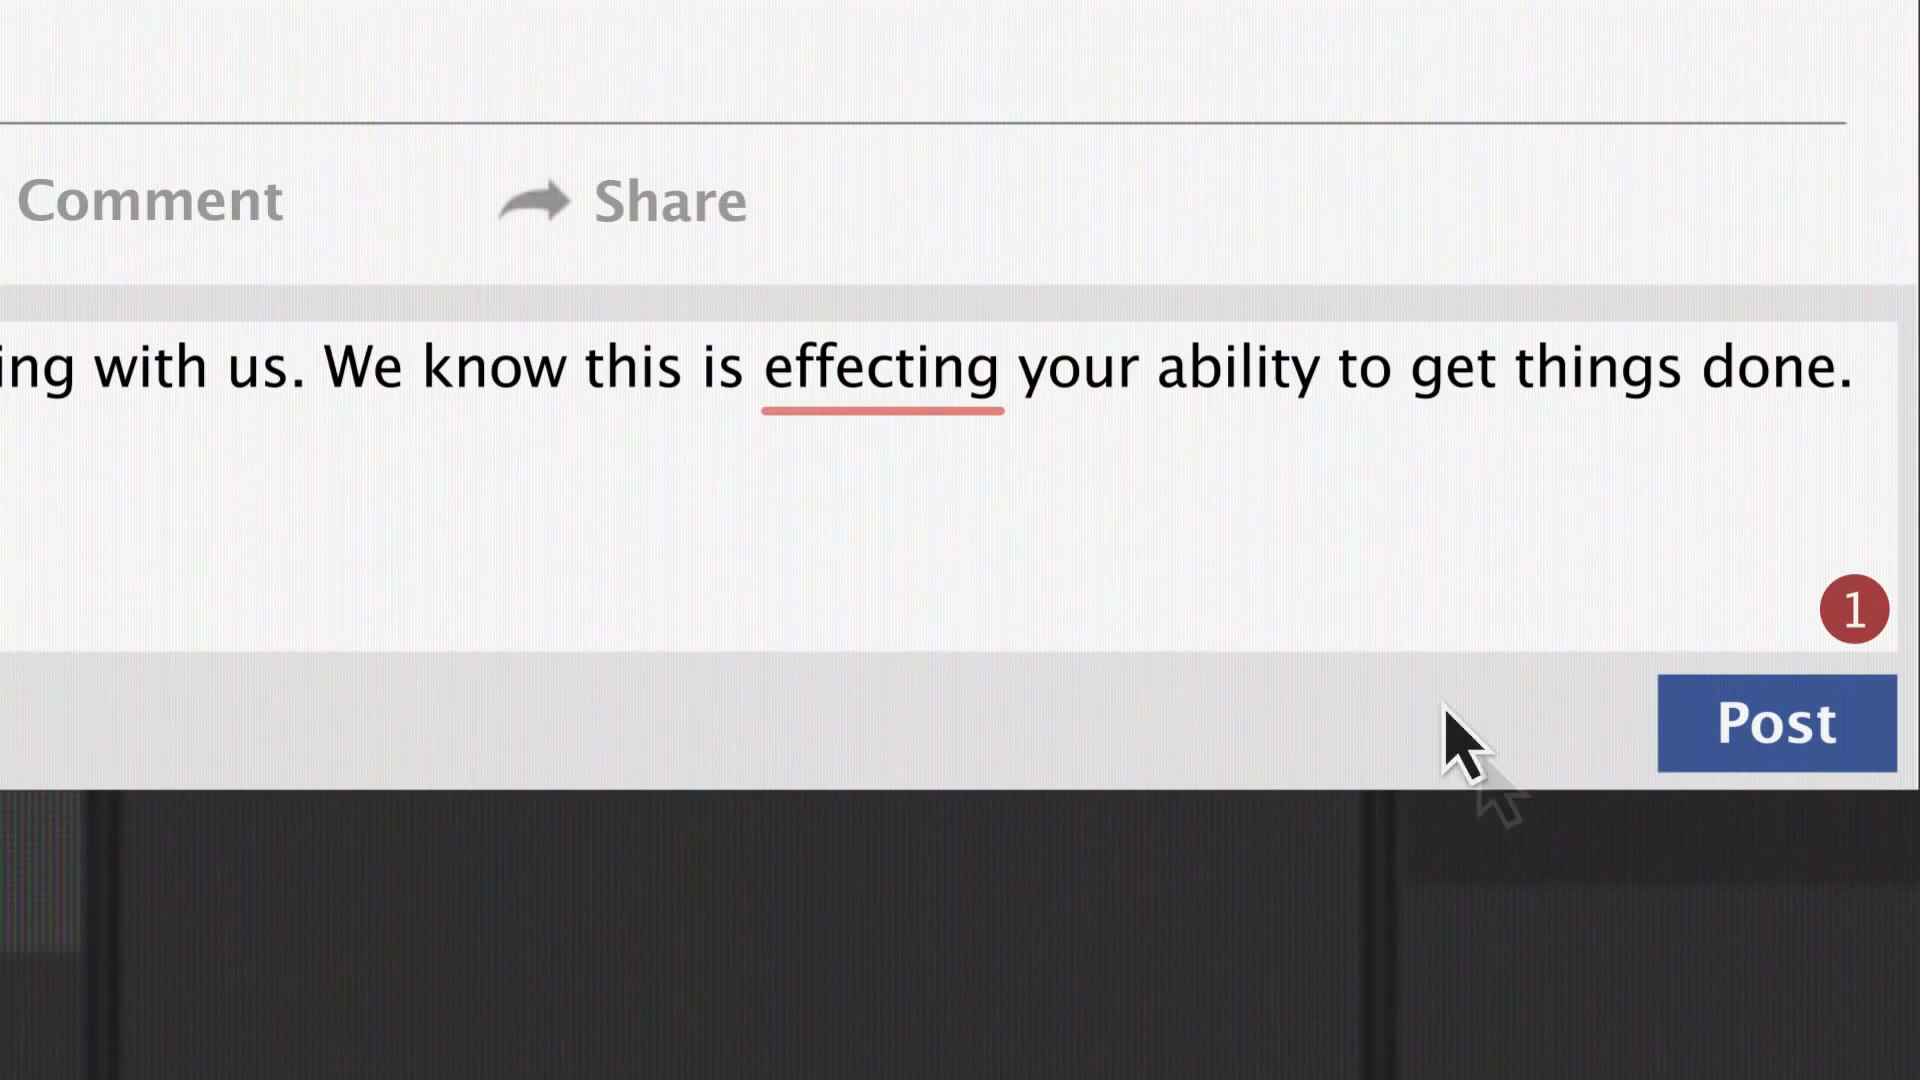 Comment
Share
ing with us. We know this is effecting your ability to get things done.
1
Post